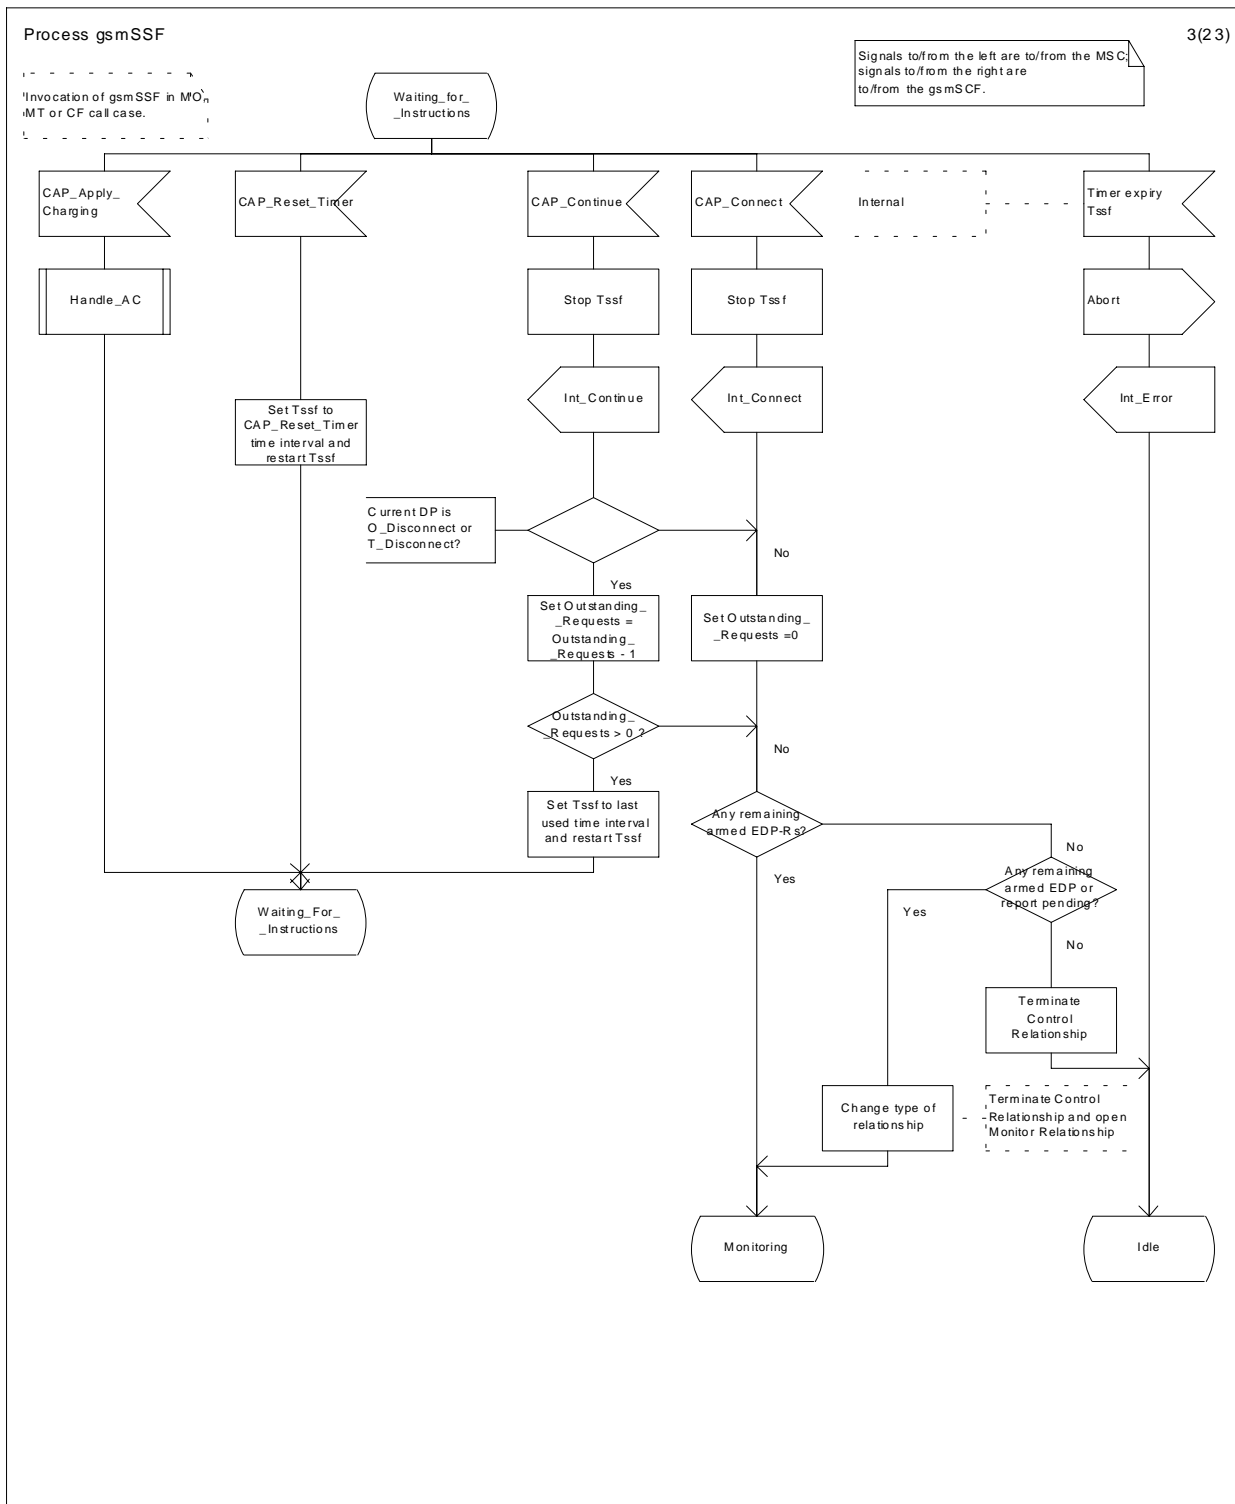 Process gsmSSF
3(23)
Signals to/from the left are to/from the MSC;
signals to/from the right are
to/from the gsmSCF.
Invocation of gsmSSF in MO,
MT or CF call case.
Waiting_for_
_Instructions
CAP_Apply_
Charging
CAP_Reset_Timer
CAP_Continue
CAP_Connect
Internal
Timer expiry
Tssf
Handle_AC
Stop Tssf
Stop Tssf
Abort
Int_Continue
Int_Connect
Int_Error
Set Tssf to
CAP_Reset_Timer
time interval and
restart Tssf
Current DP is
O_Disconnect or
T_Disconnect?
No
Yes
Set Outstanding_
_Requests =
Outstanding_
_Requests - 1
Set Outstanding_
_Requests =0
Outstanding_
_Requests > 0 ?
No
Yes
Set Tssf to last
used time interval
and restart Tssf
Any remaining
armed EDP-Rs?
No
Yes
Any remaining
armed EDP or
report pending?
Yes
No
Waiting_For_
_Instructions
Terminate
Control
Relationship
Change type of
relationship
Terminate Control
Relationship and open
Monitor Relationship
Monitoring
Idle